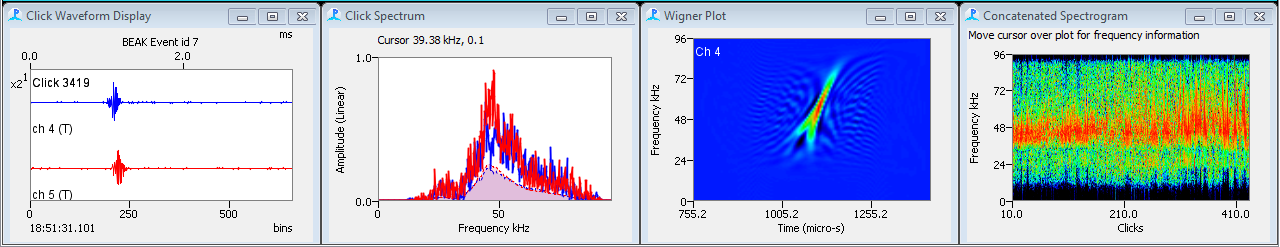 Click Waveform Display
BEAK Event id 7
ms
0.0
2.0
x2¹
Click 3419
ch 4 (T)
ch 5 (T)
0
250
500
18:51:31.101
bins
Click Spectrum
Cursor 39.38 kHz, 0.1
1.0
Amplitude (Linear)
0.0
0
50
Frequency kHz
Wigner Plot
96
Ch 4
72
48
24
0
Frequency kHz
755.2
1005.2
1255.2
Time (micro-s)
Concatenated Spectrogram
Move cursor over plot for frequency information
96
72
48
24
0
Frequency kHz
10.0
210.0
410.0
Clicks